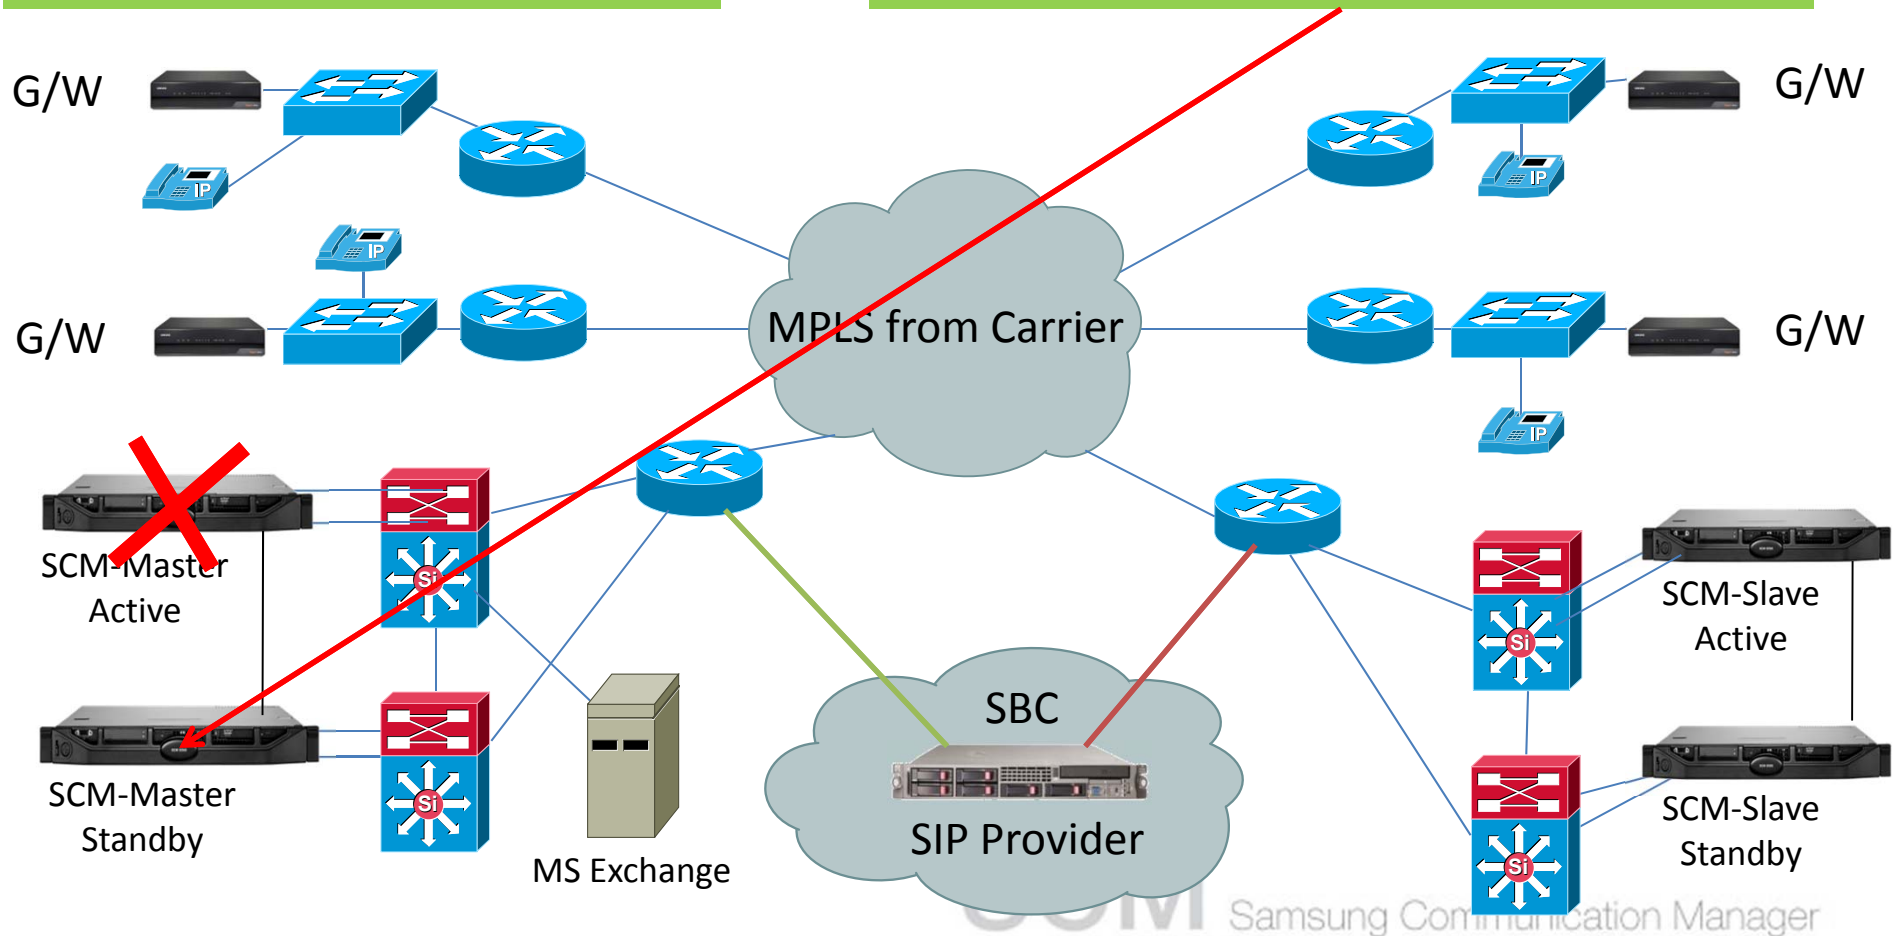 G/W
G/W
IP
IP
IP
G/W
MPLS from Carrier
G/W
IP
SCM-Master
Active
Si
SCM-Slave
Active
Si
SBC
SCM-Master
Standby
Si
SIP Provider
MS Exchange
SCM-Slave
Standby
Si
SCM Samsung Communication Manager